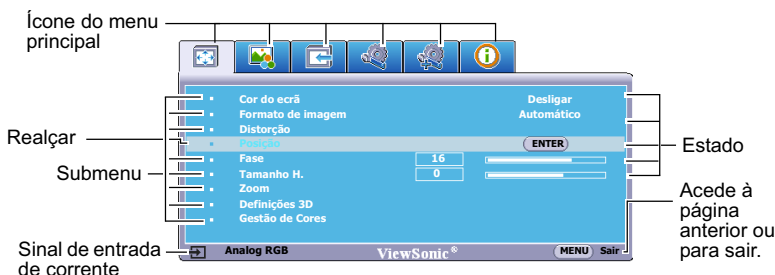 Ícone do menu
principal
Cor do ecrã Desligar
Formato de imagem Automático
Distorção
Posição ENTER
Fase 16
Tamanho H. 0
Zoom
Definições 3D
Gestão de Cores
Analog RGB ViewSonic® MENU Sair
Realçar
Submenu
Sinal de entrada
de corrente
Estado
Acede à
página
anterior ou
para sair.